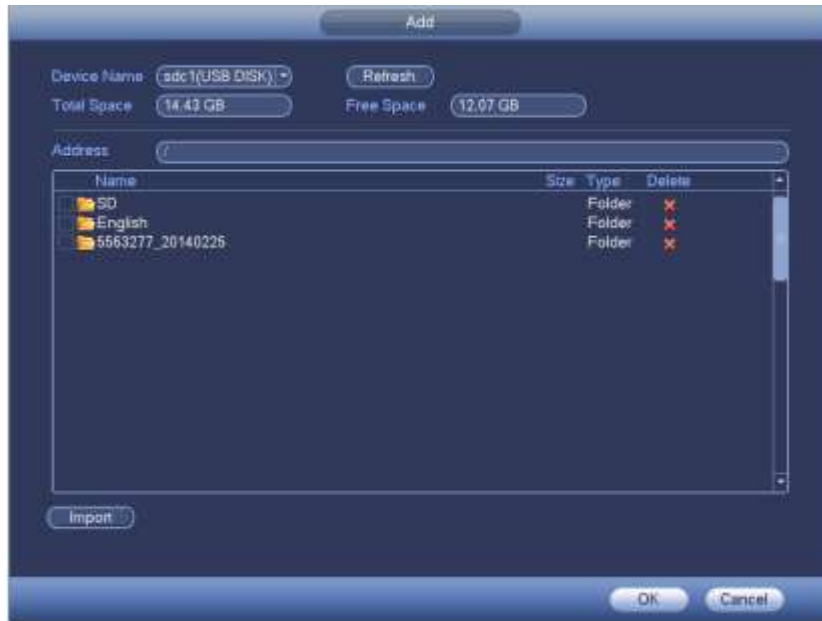 Add
Device Name sdc1(USB DISK) Refresh
Total Space 14.43 GB Free Space 12.07 GB
Address /
Name Size Type Delete
SD Folder
English Folder
5563277_20140226 Folder
Import
OK Cancel